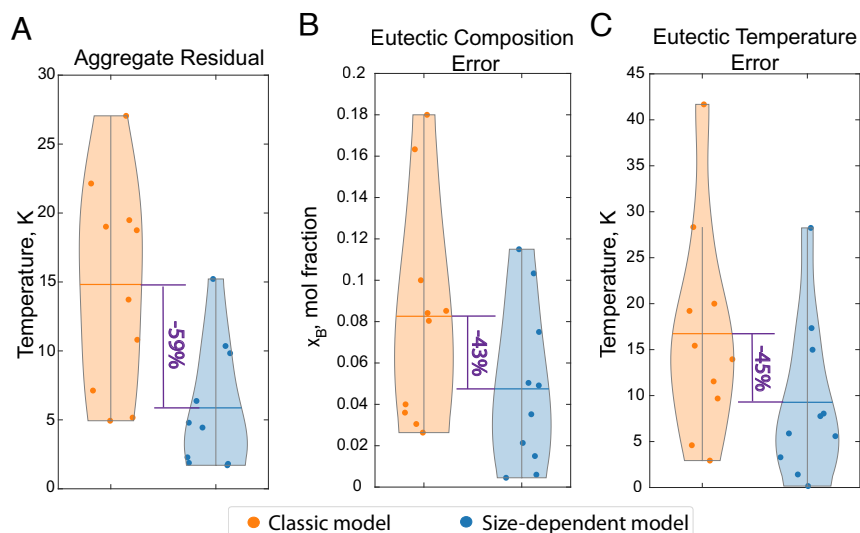 A
Aggregate Residual
Temperature, K
30
25
20
15
10
5
0
-59%
B
Eutectic Composition
Error
x_B, mol fraction
0.2
0.18
0.16
0.14
0.12
0.1
0.08
0.06
0.04
0.02
0
-43%
C
Eutectic Temperature
Error
Temperature, K
45
40
35
30
25
20
15
10
5
0
-45%
Classic model
Size-dependent model